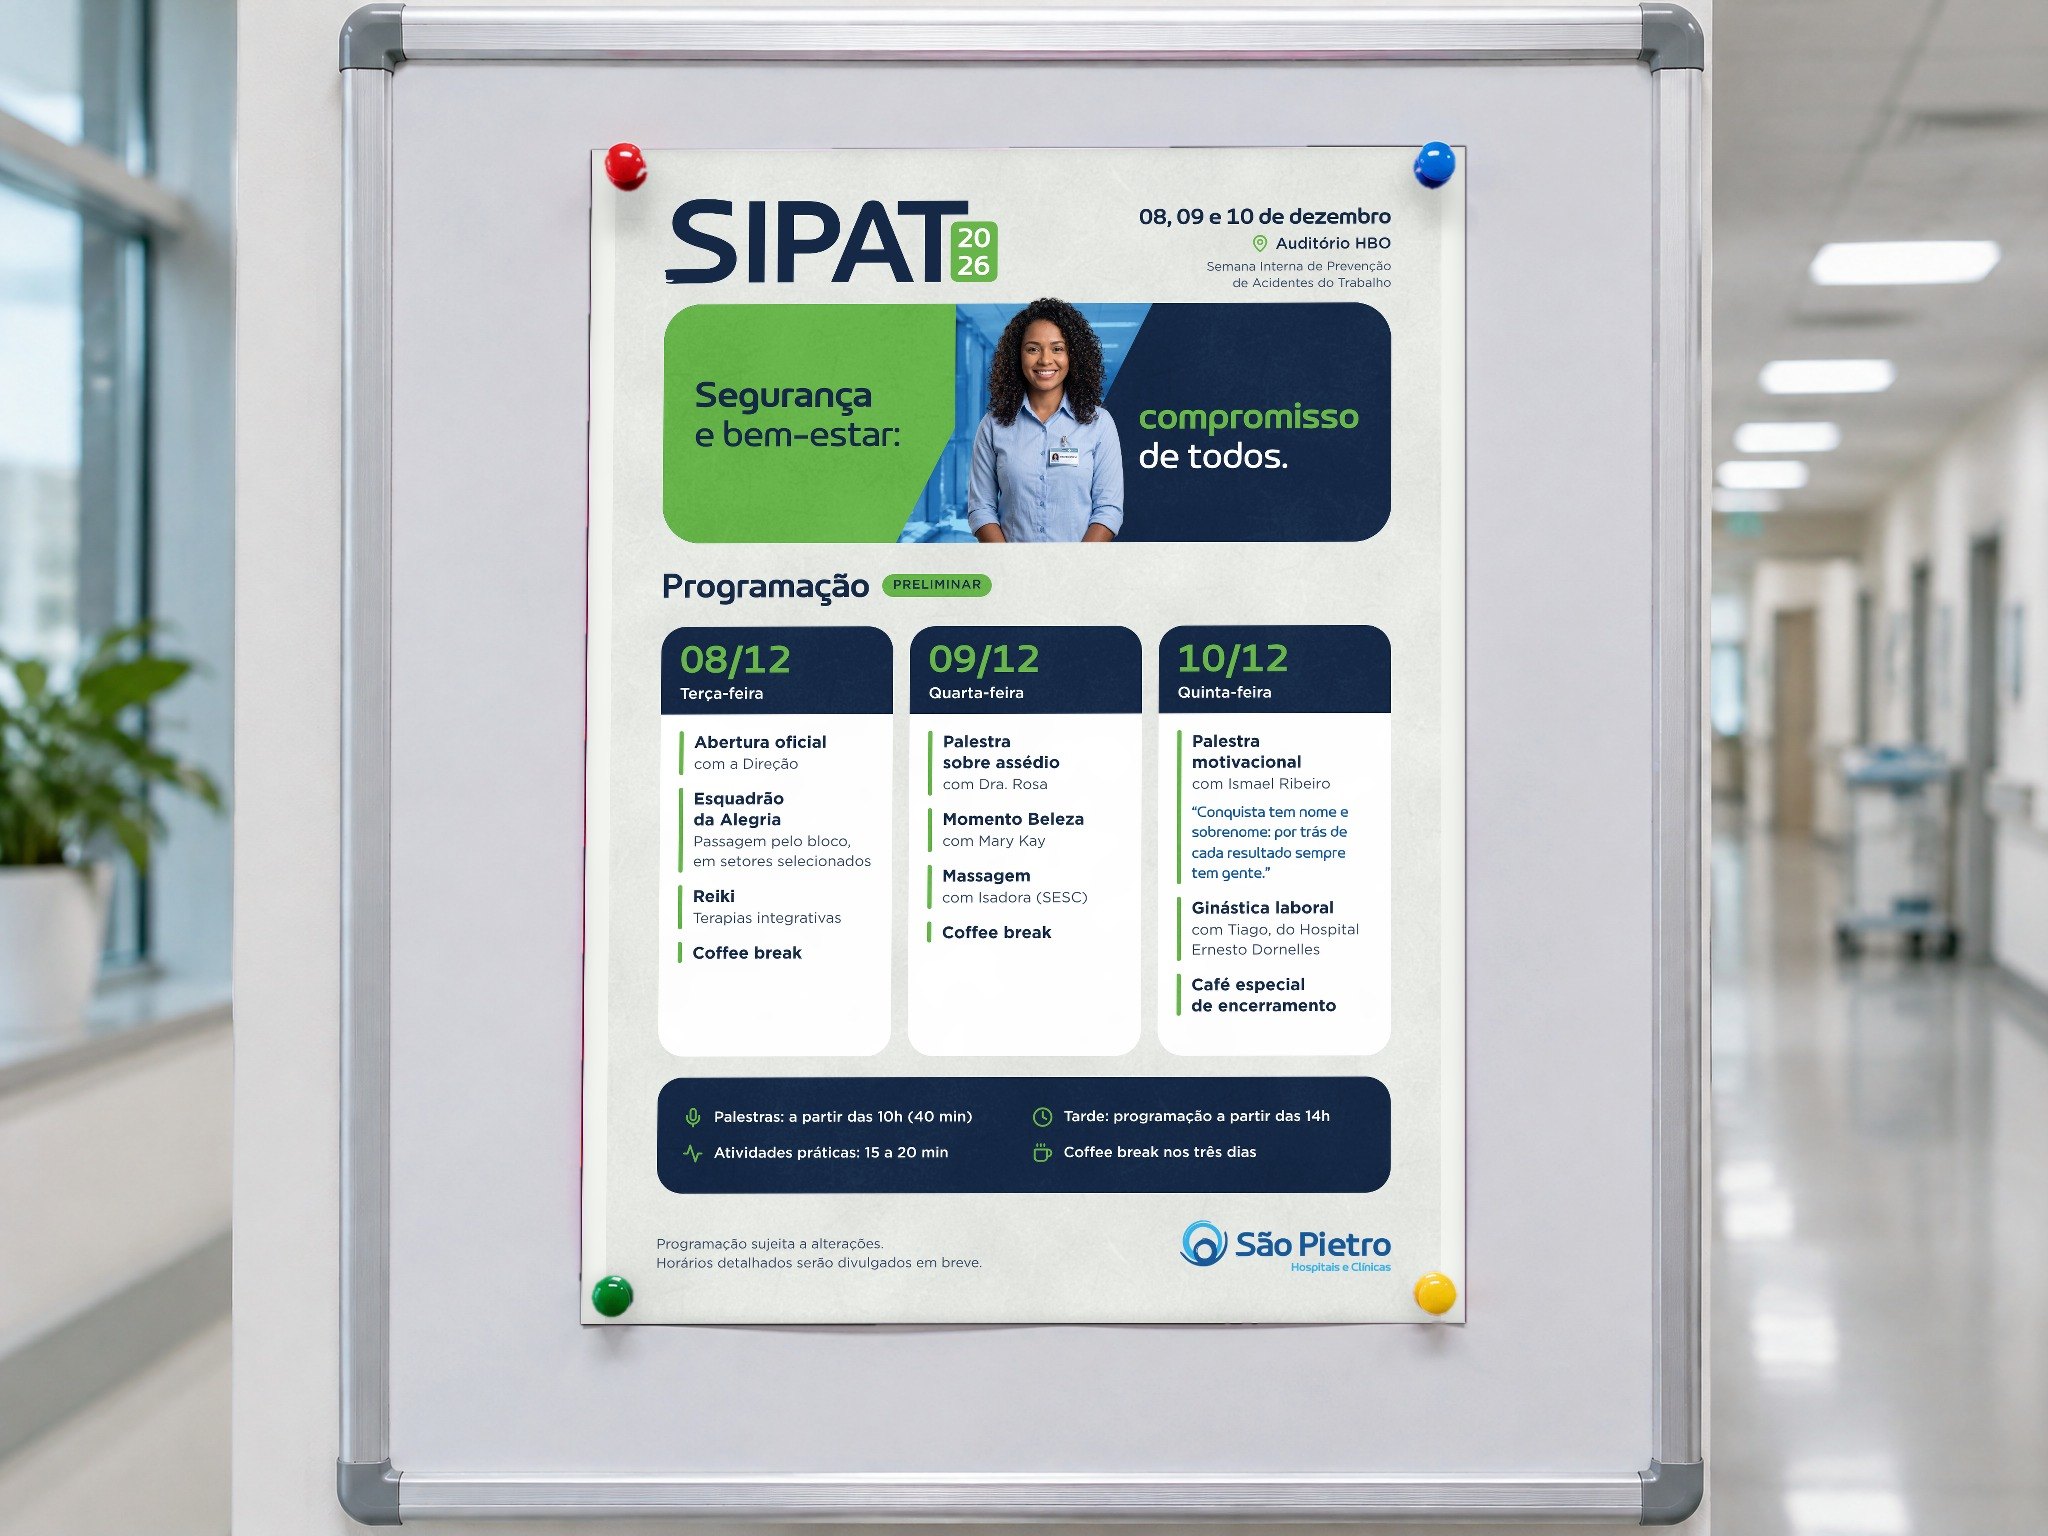 SIPAT
20
26
08, 09 e 10 de dezembro
Auditório HBO
Semana Interna de Prevenção
de Acidentes do Trabalho
Segurança
e bem-estar:
compromisso
de todos.
Programação
PRELIMINAR
08/12
Terça-feira
Abertura oficial
com a Direção
Esquadrão
da Alegria
Passagem pelo bloco,
em setores selecionados
Reiki
Terapias integrativas
Coffee break
09/12
Quarta-feira
Palestra
sobre assédio
com Dra. Rosa
Momento Beleza
com Mary Kay
Massagem
com Isadora (SESC)
Coffee break
10/12
Quinta-feira
Palestra
motivacional
com Ismael Ribeiro
“Conquista tem nome e
sobrenome: por trás de
cada resultado sempre
tem gente.”
Ginástica laboral
com Tiago, do Hospital
Ernesto Dornelles
Café especial
de encerramento
Palestras: a partir das 10h (40 min)
Tarde: programação a partir das 14h
Atividades práticas: 15 a 20 min
Coffee break nos três dias
Programação sujeita a alterações.
Horários detalhados serão divulgados em breve.
São Pietro
Hospitais e Clínicas